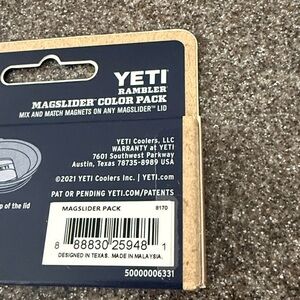 YETI
RAMBLER
MAGSLIDER COLOR PACK
MIX AND MATCH MAGNETS ON ANY MAGSLIDER™ LID
YETI Coolers, LLC
WARRANTY at YETI
7601 Southwest Parkway
Austin, Texas 78735-8989 USA
©2021 YETI Coolers Inc. | YETI.com
PAT OR PENDING YETI.COM/PATENTS
p of the lid
MAGSLIDER PACK 8170
8 88830 25948 1
DESIGNED IN TEXAS. MADE IN MALAYSIA.
50000006331